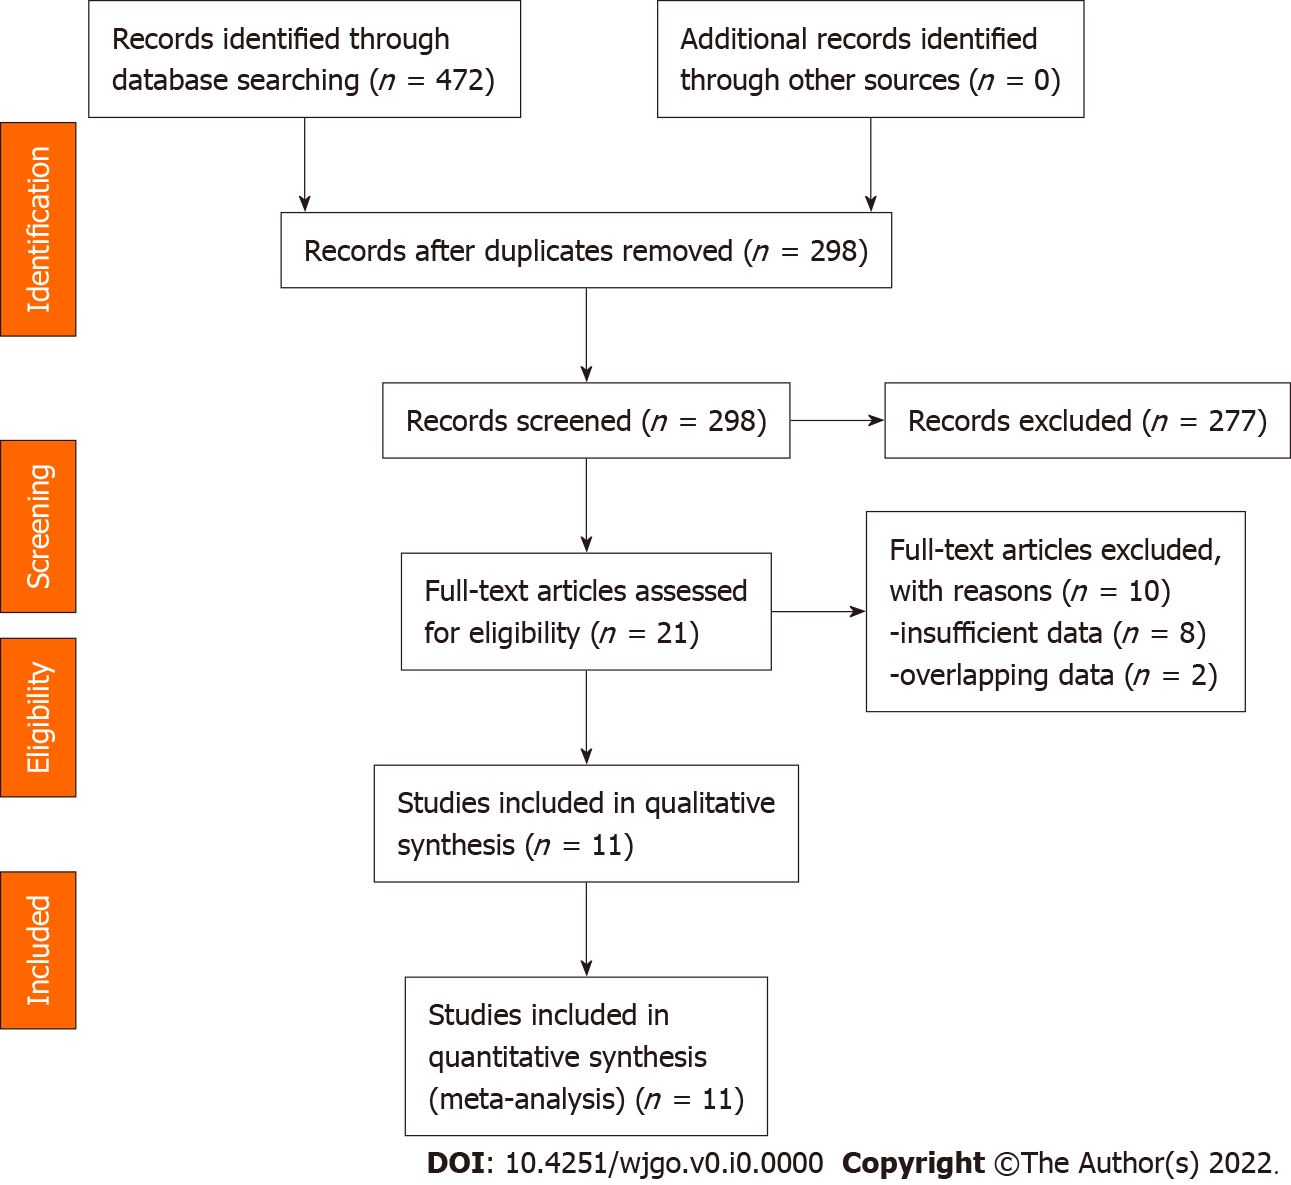 Records identified through
database searching (n = 472)
Additional records identified
through other sources (n = 0)
Identification
Records after duplicates removed (n = 298)
Records screened (n = 298)
Records excluded (n = 277)
Screening
Full-text articles assessed
for eligibility (n = 21)
Full-text articles excluded,
with reasons (n = 10)
-insufficient data (n = 8)
-overlapping data (n = 2)
Eligibility
Studies included in qualitative
synthesis (n = 11)
Included
Studies included in
quantitative synthesis
(meta-analysis) (n = 11)
DOI: 10.4251/wjgo.v0.i0.0000 Copyright ©The Author(s) 2022.